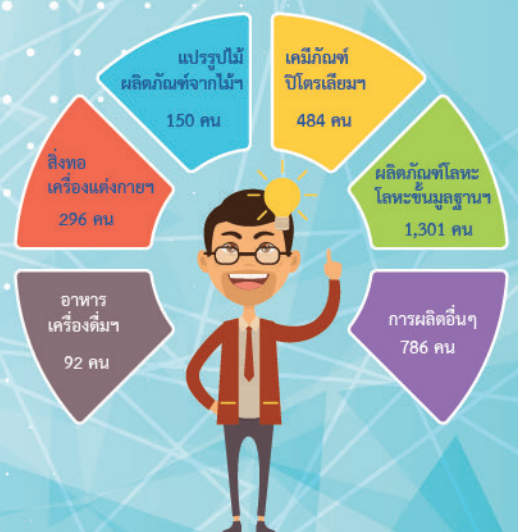 แปรรูปไม้
ผลิตภัณฑ์จากไม้ฯ
150 คน
เคมีภัณฑ์
ปิโตรเลียมฯ
484 คน
สิ่งทอ
เครื่องแต่งกายฯ
296 คน
ผลิตภัณฑ์โลหะ
โลหะขั้นมูลฐานฯ
1,301 คน
อาหาร
เครื่องดื่มฯ
92 คน
การผลิตอื่นๆ
786 คน